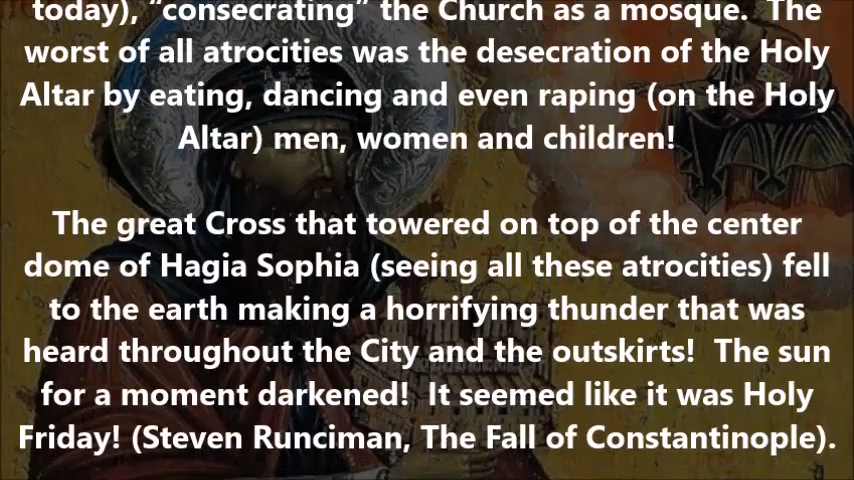 today), “consecrating” the Church as a mosque.  The
worst of all atrocities was the desecration of the Holy
Altar by eating, dancing and even raping (on the Holy
Altar) men, women and children!
The great Cross that towered on top of the center
dome of Hagia Sophia (seeing all these atrocities) fell
to the earth making a horrifying thunder that was
heard throughout the City and the outskirts!  The sun
for a moment darkened!  It seemed like it was Holy
Friday! (Steven Runciman, The Fall of Constantinople).